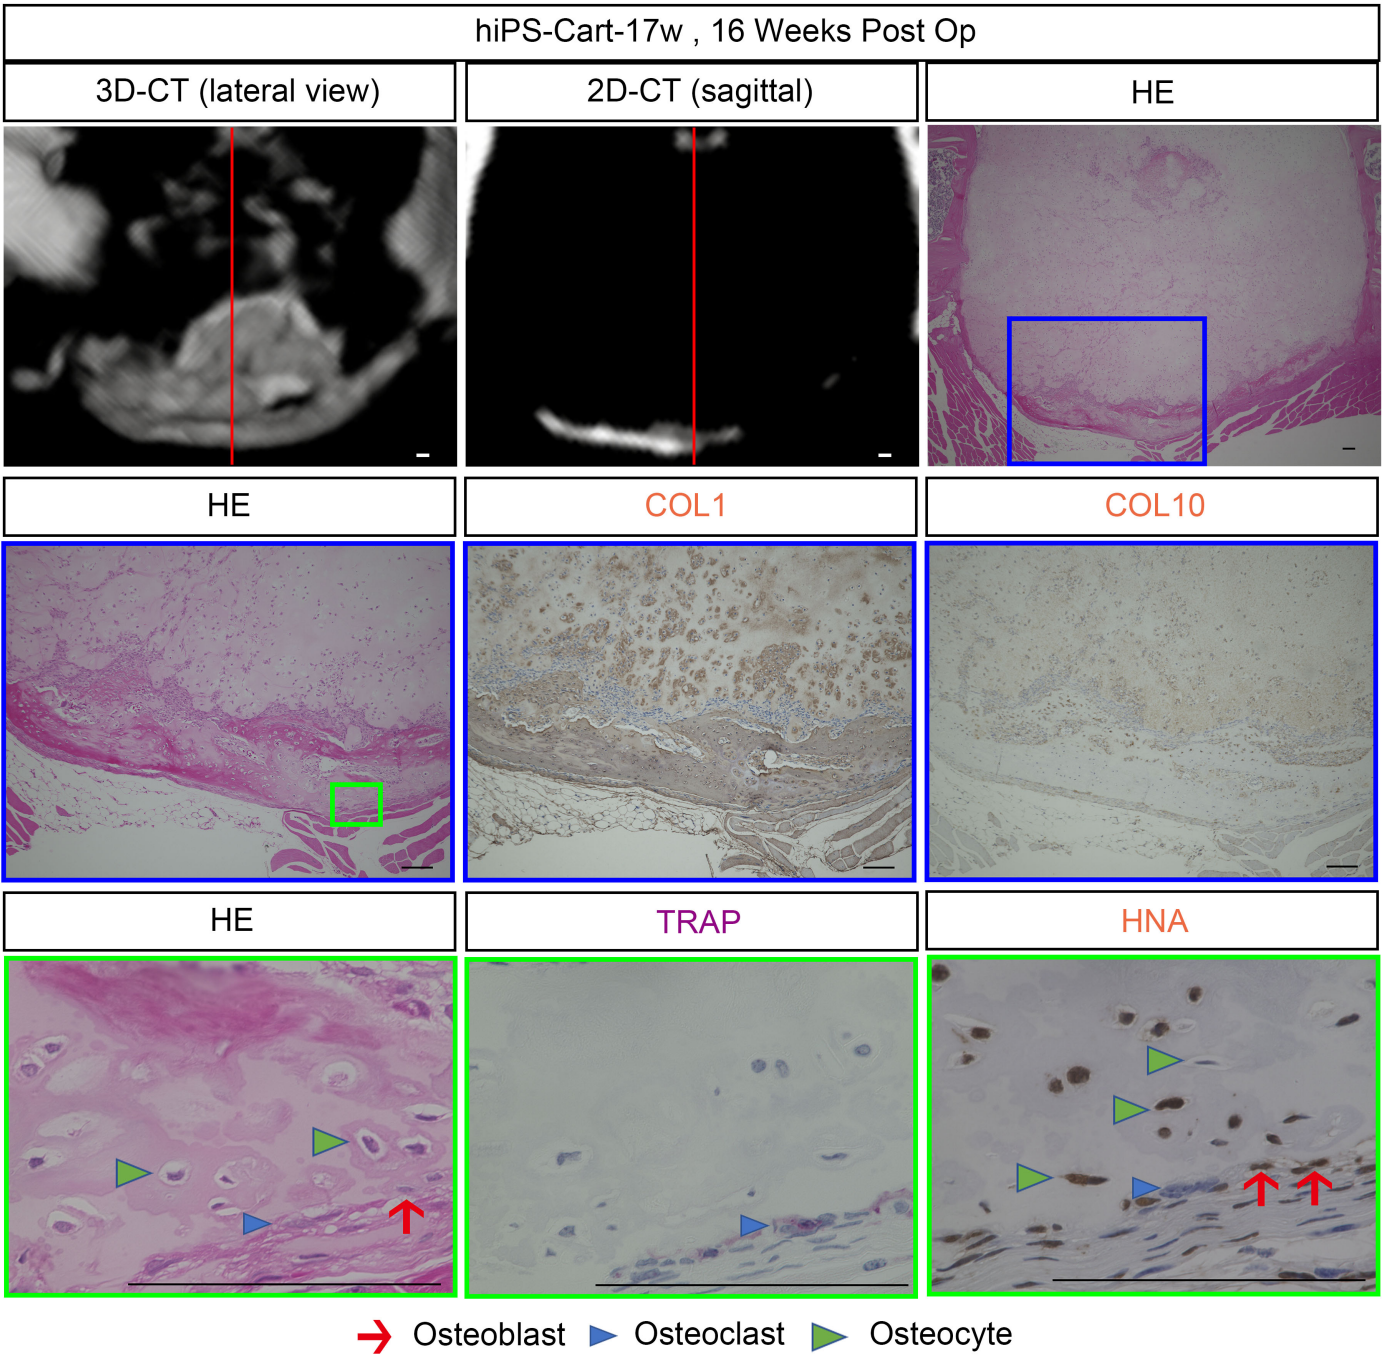 hiPS-Cart-17w , 16 Weeks Post Op
3D-CT (lateral view)
2D-CT (sagittal)
HE
HE
COL1
COL10
HE
TRAP
HNA
Osteoblast
Osteoclast
Osteocyte